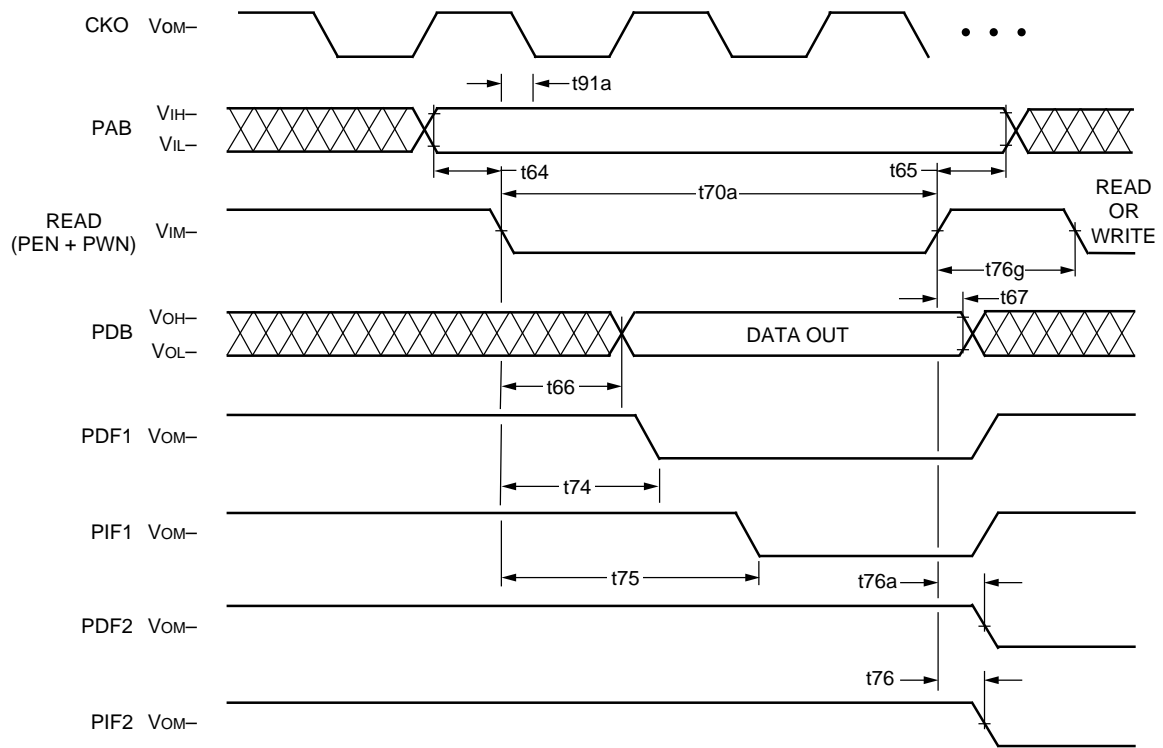 CKO VOM–
• • •
t91a
PAB VIH–
VIL–
t64
t65
t70a
READ
(PEN + PWN) VIM–
READ
OR
WRITE
t76g
t67
PDB VOH–
VOL–
DATA OUT
t66
PDF1 VOM–
t74
PIF1 VOM–
t75
t76a
PDF2 VOM–
t76
PIF2 VOM–